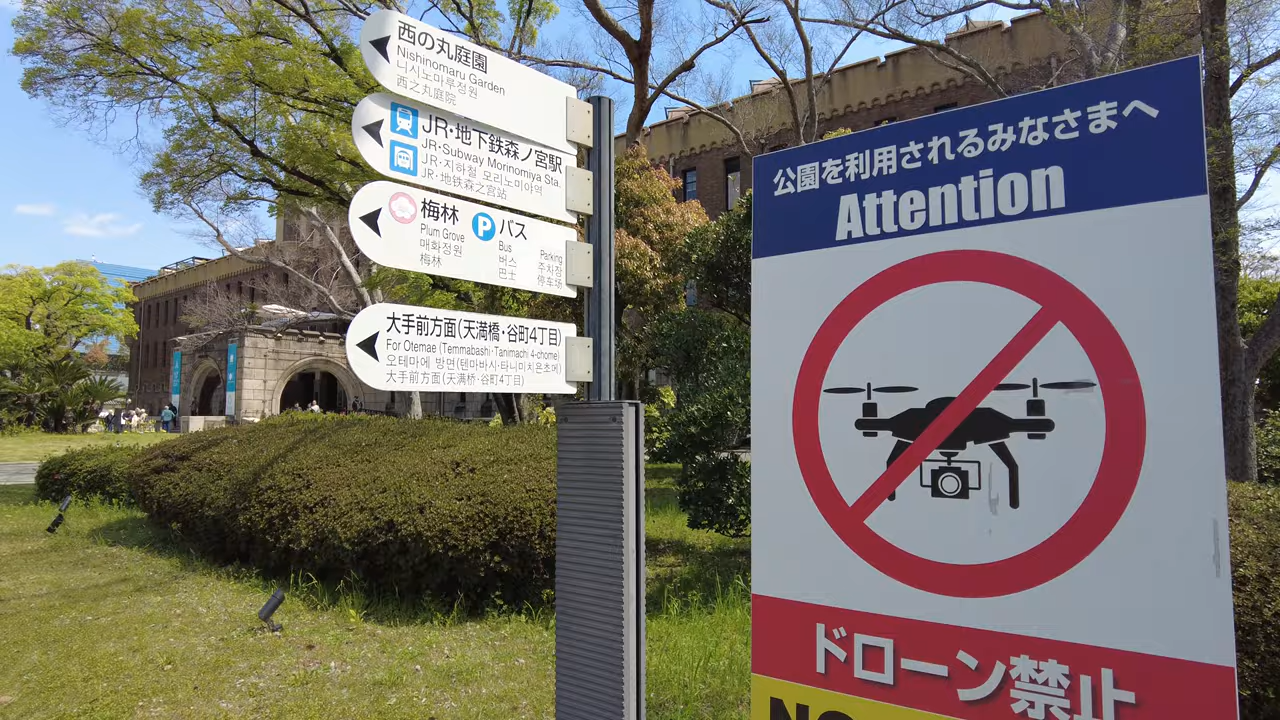 西の丸庭園
Nishinomaru Garden
니시노마루정원
西之丸庭院
JR・地下鉄森ノ宮駅
JR・Subway Morinomiya Sta.
JR・지하철 모리노미야역
JR・地铁森之宫站
梅林
Plum Grove
매화정원
梅林
P バス
Bus Parking
버스 주차장
巴士 停车场
大手前方面(天満橋・谷町4丁目)
For Otemae (Temmabashi・Tanimachi 4-chome)
오테마에 방면(텐마바시・타니마치욘초메)
大手前方面(天满桥・谷町4丁目)
公園を利用されるみなさまへ
Attention
ドローン禁止
NO